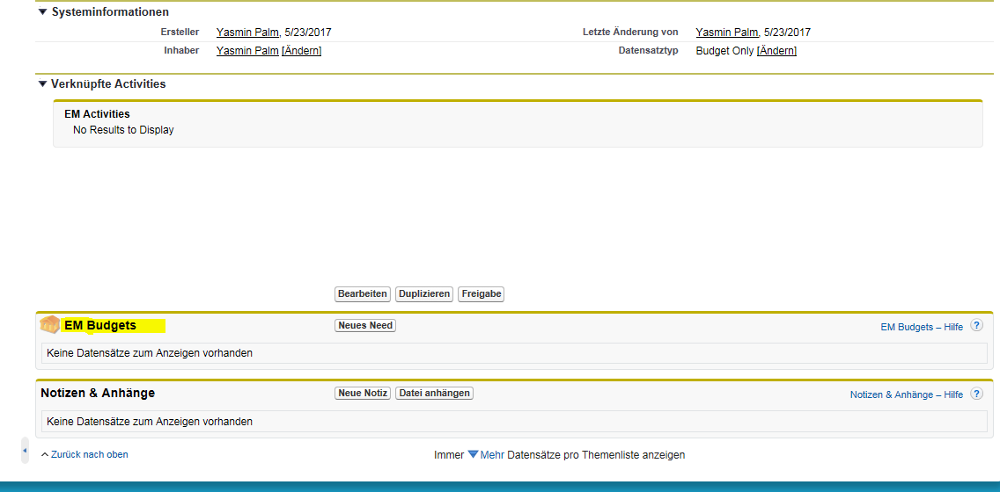 Systeminformationen
Ersteller Yasmin Palm, 5/23/2017 Letzte Änderung von Yasmin Palm, 5/23/2017
Inhaber Yasmin Palm [Ändern] Datensatztyp Budget Only [Ändern]
Verknüpfte Activities
EM Activities
No Results to Display
Bearbeiten Duplizieren Freigabe
EM Budgets Neues Need EM Budgets – Hilfe ?
Keine Datensätze zum Anzeigen vorhanden
Notizen & Anhänge Neue Notiz Datei anhängen Notizen & Anhänge – Hilfe ?
Keine Datensätze zum Anzeigen vorhanden
Zurück nach oben Immer Mehr Datensätze pro Themenliste anzeigen